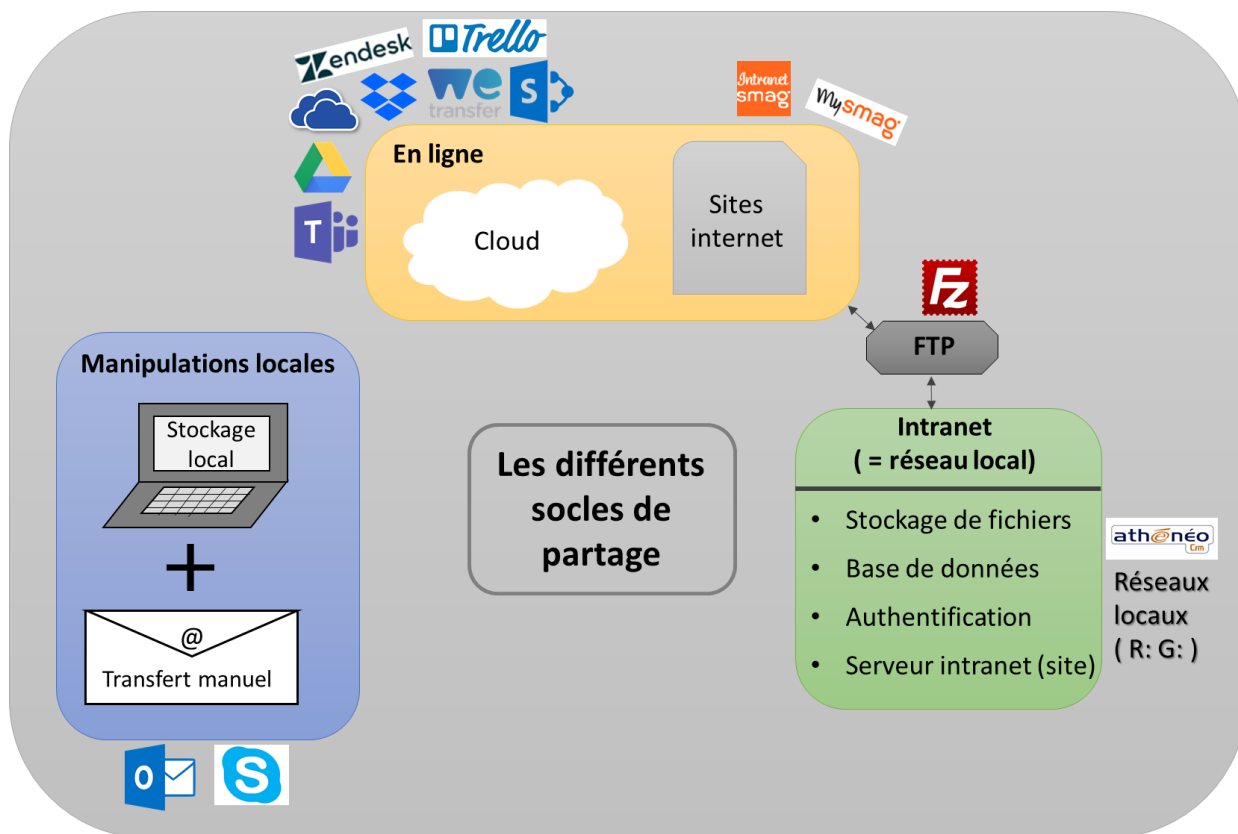 zendesk
Trello
we
transfer
S
Intranet
smag
Mysmag
En ligne
Cloud
Sites
internet
T
Fz
FTP
Manipulations locales
Stockage
local
@
Transfert manuel
O
S
Les différents
socles de
partage
Intranet
( = réseau local)
• Stockage de fichiers
• Base de données
• Authentification
• Serveur intranet (site)
athénéo
Crm
Réseaux
locaux
( R: G: )